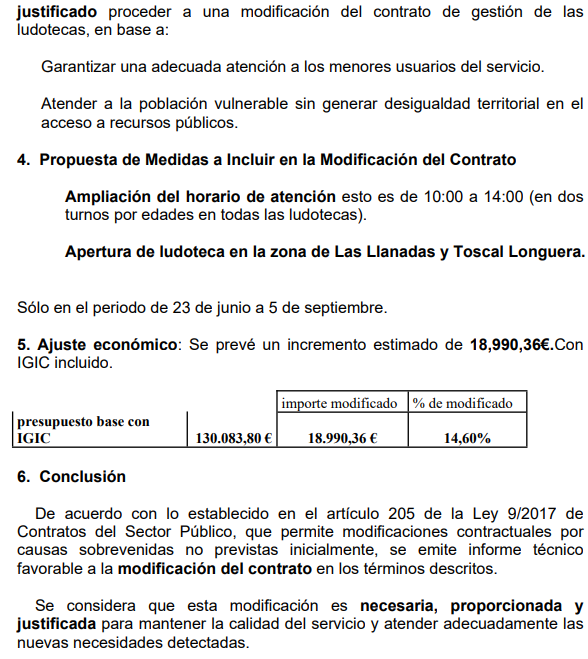 justificado proceder a una modificación del contrato de gestión de las
ludotecas, en base a:
Garantizar una adecuada atención a los menores usuarios del servicio.
Atender a la población vulnerable sin generar desigualdad territorial en el
acceso a recursos públicos.
4. Propuesta de Medidas a Incluir en la Modificación del Contrato
Ampliación del horario de atención esto es de 10:00 a 14:00 (en dos
turnos por edades en todas las ludotecas).
Apertura de ludoteca en la zona de Las Llanadas y Toscal Longuera.
Sólo en el periodo de 23 de junio a 5 de septiembre.
5. Ajuste económico: Se prevé un incremento estimado de 18,990,36€.Con
IGIC incluido.
importe modificado % de modificado
presupuesto base con
IGIC 130.083,80 € 18.990,36 € 14,60%
6. Conclusión
De acuerdo con lo establecido en el artículo 205 de la Ley 9/2017 de
Contratos del Sector Público, que permite modificaciones contractuales por
causas sobrevenidas no previstas inicialmente, se emite informe técnico
favorable a la modificación del contrato en los términos descritos.
Se considera que esta modificación es necesaria, proporcionada y
justificada para mantener la calidad del servicio y atender adecuadamente las
nuevas necesidades detectadas.